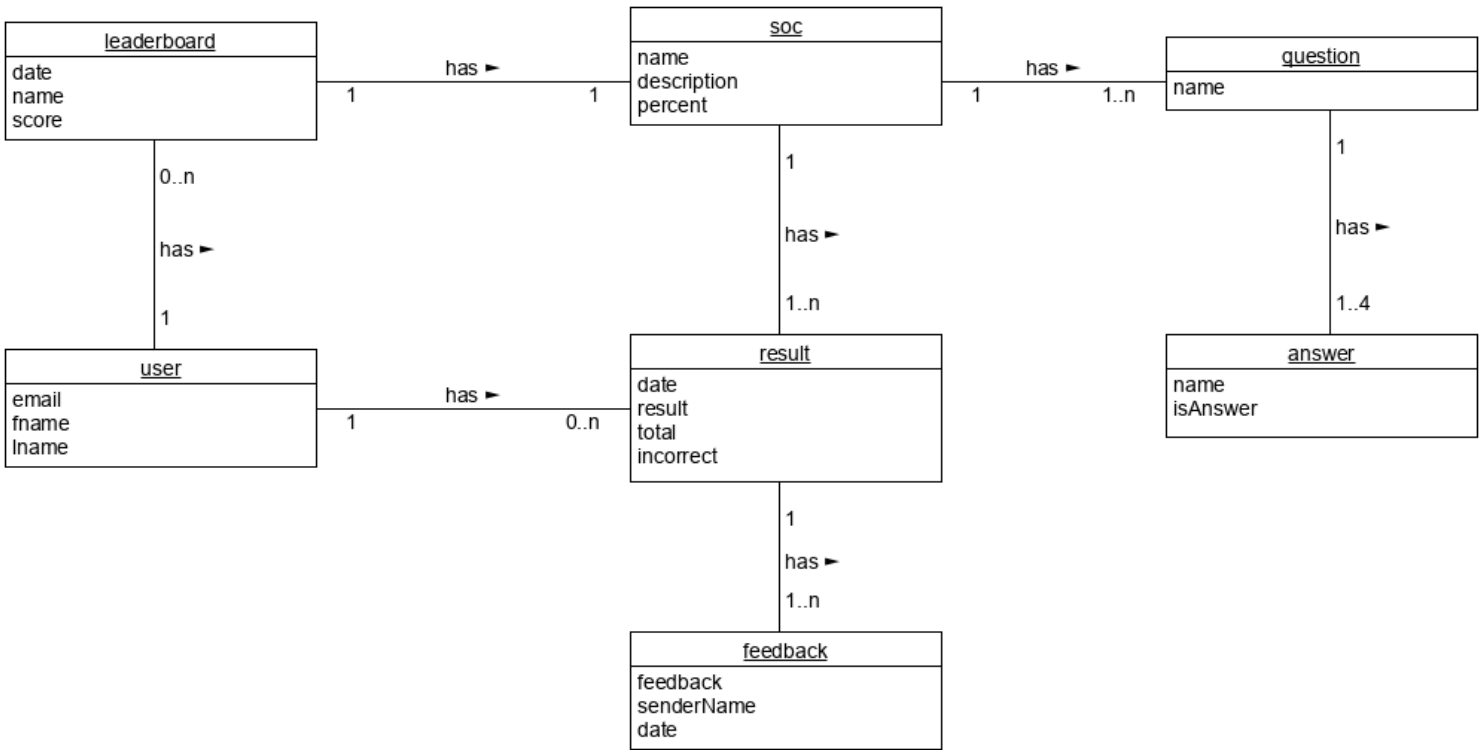 leaderboard
date
name
score
has ►
1
1
soc
name
description
percent
has ►
1
1..n
question
name
0..n
has ►
1
1
has ►
1..n
1
has ►
1..4
user
email
fname
lname
has ►
1
0..n
result
date
result
total
incorrect
answer
name
isAnswer
1
has ►
1..n
feedback
feedback
senderName
date